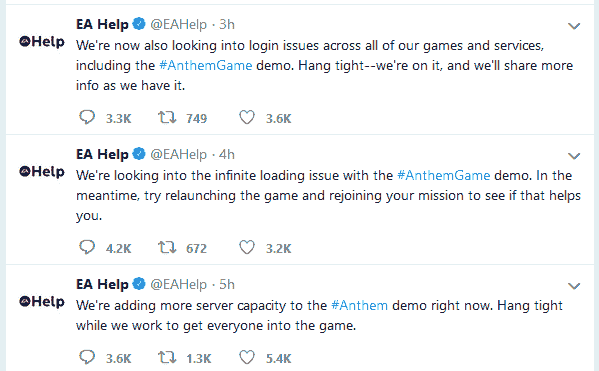 EA Help @EAHelp · 3h
EA Help
We're now also looking into login issues across all of our games and services,
including the #AnthemGame demo. Hang tight--we're on it, and we'll share more
info as we have it.
3.3K 749 3.6K
EA Help @EAHelp · 4h
EA Help
We're looking into the infinite loading issue with the #AnthemGame demo. In the
meantime, try relaunching the game and rejoining your mission to see if that helps
you.
4.2K 672 3.2K
EA Help @EAHelp · 5h
EA Help
We're adding more server capacity to the #Anthem demo right now. Hang tight
while we work to get everyone into the game.
3.6K 1.3K 5.4K